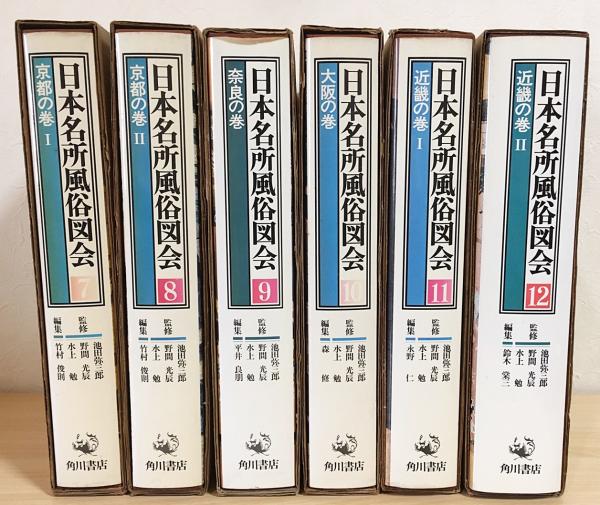 日本名所風俗図会
京都の巻 I
7
監修
池田弥三郎
野間 光辰
水上 勉
編集
竹村 俊則
角川書店
日本名所風俗図会
京都の巻 II
8
監修
池田弥三郎
野間 光辰
水上 勉
編集
竹村 俊則
角川書店
日本名所風俗図会
奈良の巻
9
監修
池田弥三郎
野間 光辰
水上 勉
編集
平井 良朋
角川書店
日本名所風俗図会
大阪の巻
10
監修
池田弥三郎
野間 光辰
水上 勉
編集
森 修
角川書店
日本名所風俗図会
近畿の巻 I
11
監修
池田弥三郎
野間 光辰
水上 勉
編集
永野 仁
角川書店
日本名所風俗図会
近畿の巻 II
12
監修
池田弥三郎
野間 光辰
水上 勉
編集
鈴木 棠三
角川書店